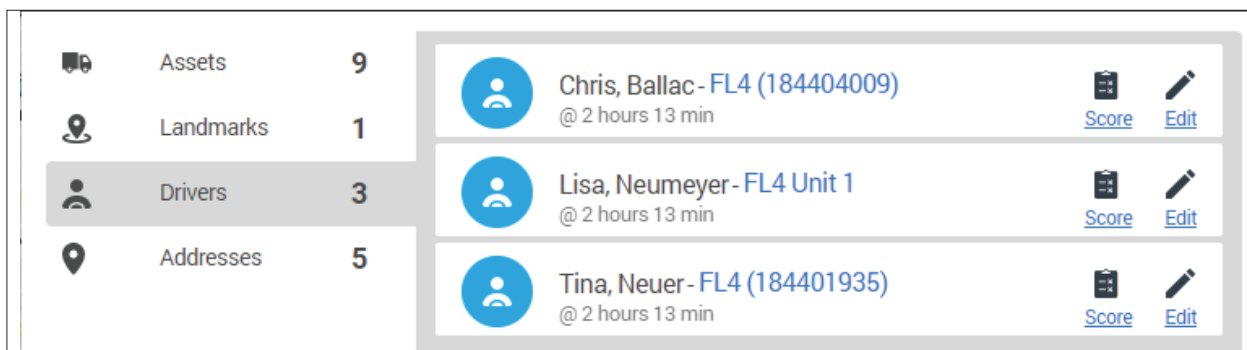 Assets 9
Landmarks 1
Drivers 3
Addresses 5
Chris, Ballac - FL4 (184404009)
@ 2 hours 13 min
Score Edit
Lisa, Neumeyer - FL4 Unit 1
@ 2 hours 13 min
Score Edit
Tina, Neuer - FL4 (184401935)
@ 2 hours 13 min
Score Edit